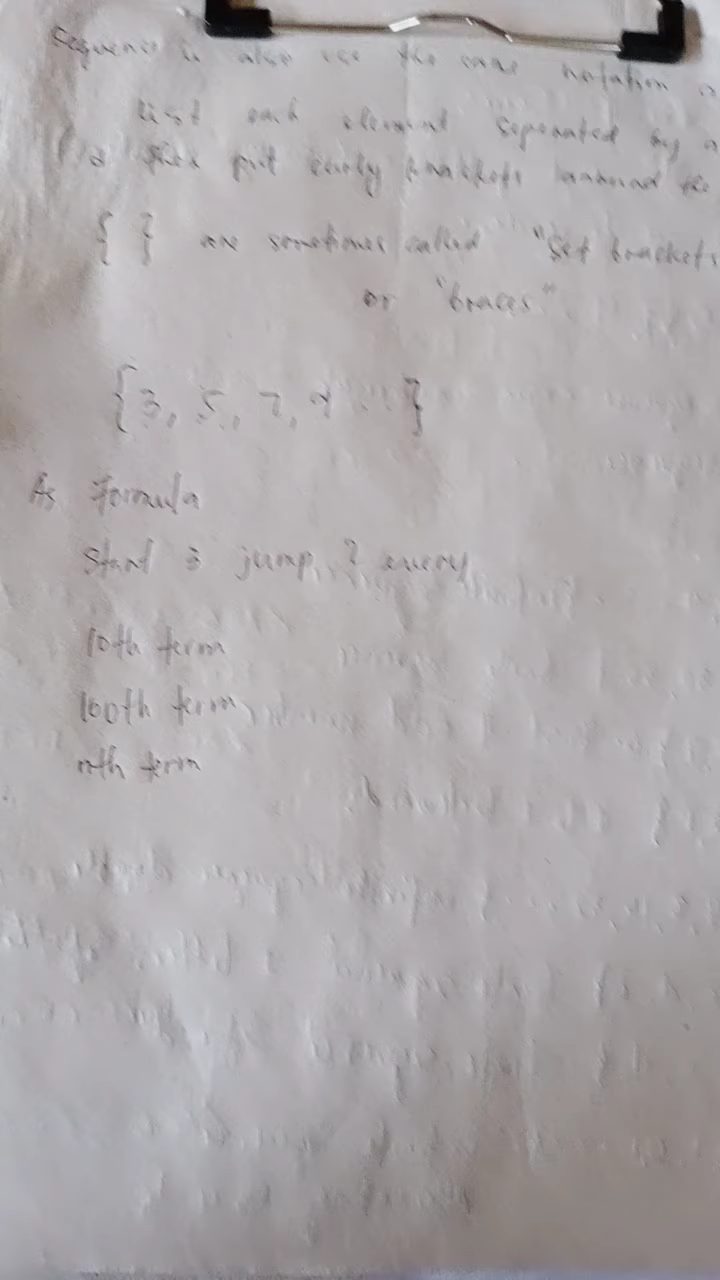 Sequence is also use the same notation
list each element separated by a
then put curly brackets around the
{ } are sometimes called "set brackets
or "braces"
{3, 5, 7, 9 ... }
As Formula
Start 3 jump 2 every
10th term
100th term
nth term